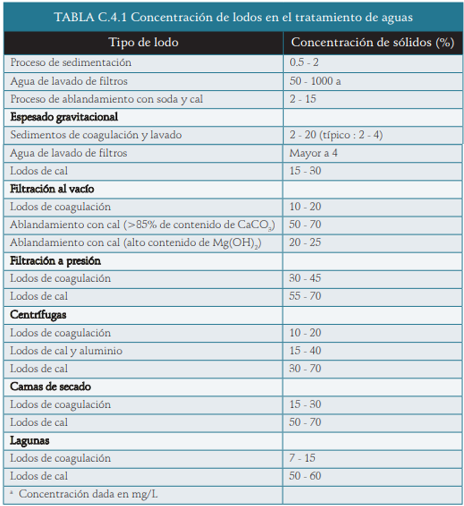 TABLA C.4.1 Concentración de lodos en el tratamiento de aguas
Tipo de lodo Concentración de sólidos (%)
Proceso de sedimentación 0.5 - 2
Agua de lavado de filtros 50 - 1000 a
Proceso de ablandamiento con soda y cal 2 - 15
Espesado gravitacional
Sedimentos de coagulación y lavado 2 - 20 (típico : 2 - 4)
Agua de lavado de filtros Mayor a 4
Lodos de cal 15 - 30
Filtración al vacío
Lodos de coagulación 10 - 20
Ablandamiento con cal (>85% de contenido de CaCO3) 50 - 70
Ablandamiento con cal (alto contenido de Mg(OH)2) 20 - 25
Filtración a presión
Lodos de coagulación 30 - 45
Lodos de cal 55 - 70
Centrífugas
Lodos de coagulación 10 - 20
Lodos de cal y aluminio 15 - 40
Lodos de cal 30 - 70
Camas de secado
Lodos de coagulación 15 - 30
Lodos de cal 50 - 70
Lagunas
Lodos de coagulación 7 - 15
Lodos de cal 50 - 60
a Concentración dada en mg/L